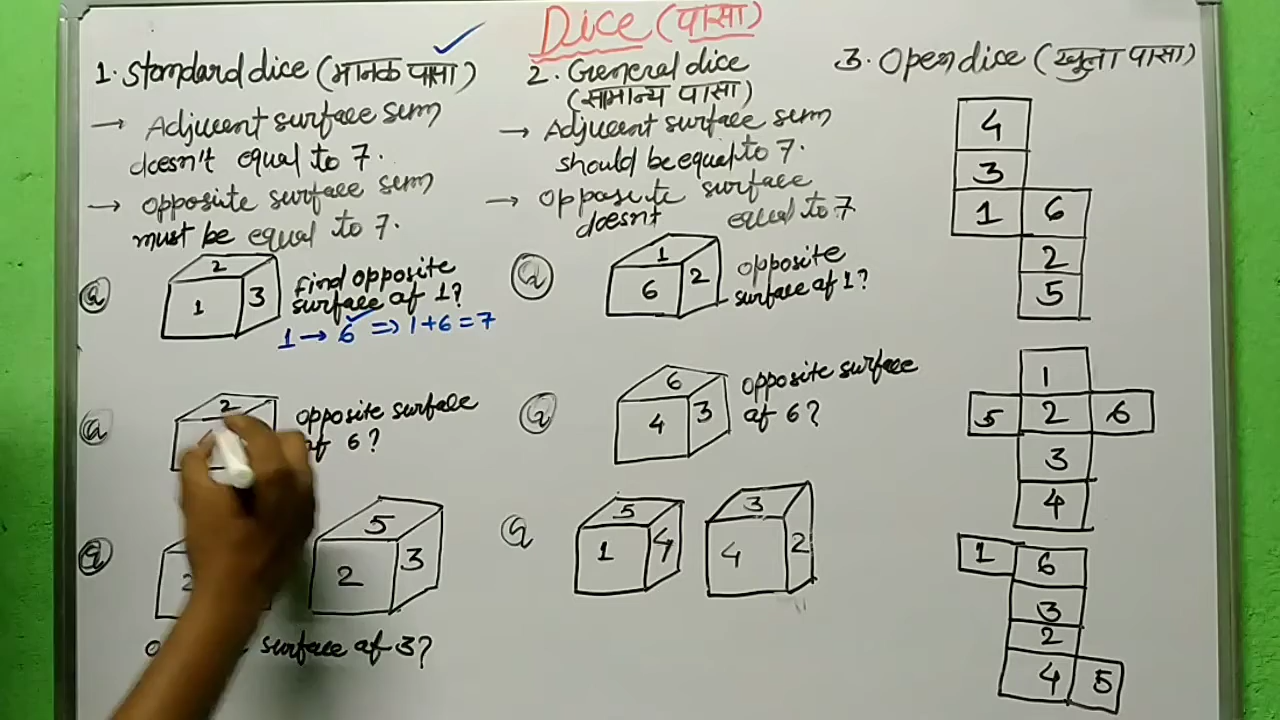 Dice (पासा)
1. Standard dice (मानक पासा)
→ Adjucent surface sum
doesn't equal to 7.
→ opposite surface sum
must be equal to 7.
Q
2
1
3
find opposite
surface of 1?
1 → 6 => 1+6=7
Q
2
opposite surface
of 6?
Q
2
5
2
3
surface of 3?
2. General dice
(सामान्य पासा)
→ Adjucent surface sum
should be equal to 7.
→ Opposute surface
doesn't equal to 7
Q
1
6
2
opposite
surface of 1?
Q
6
4
3
opposite surface
of 6?
Q
5
1
4
3
4
2
3. Open dice (खुला पासा)
4
3
1 6
2
5
1
5 2 6
3
4
1 6
3
2
4 5